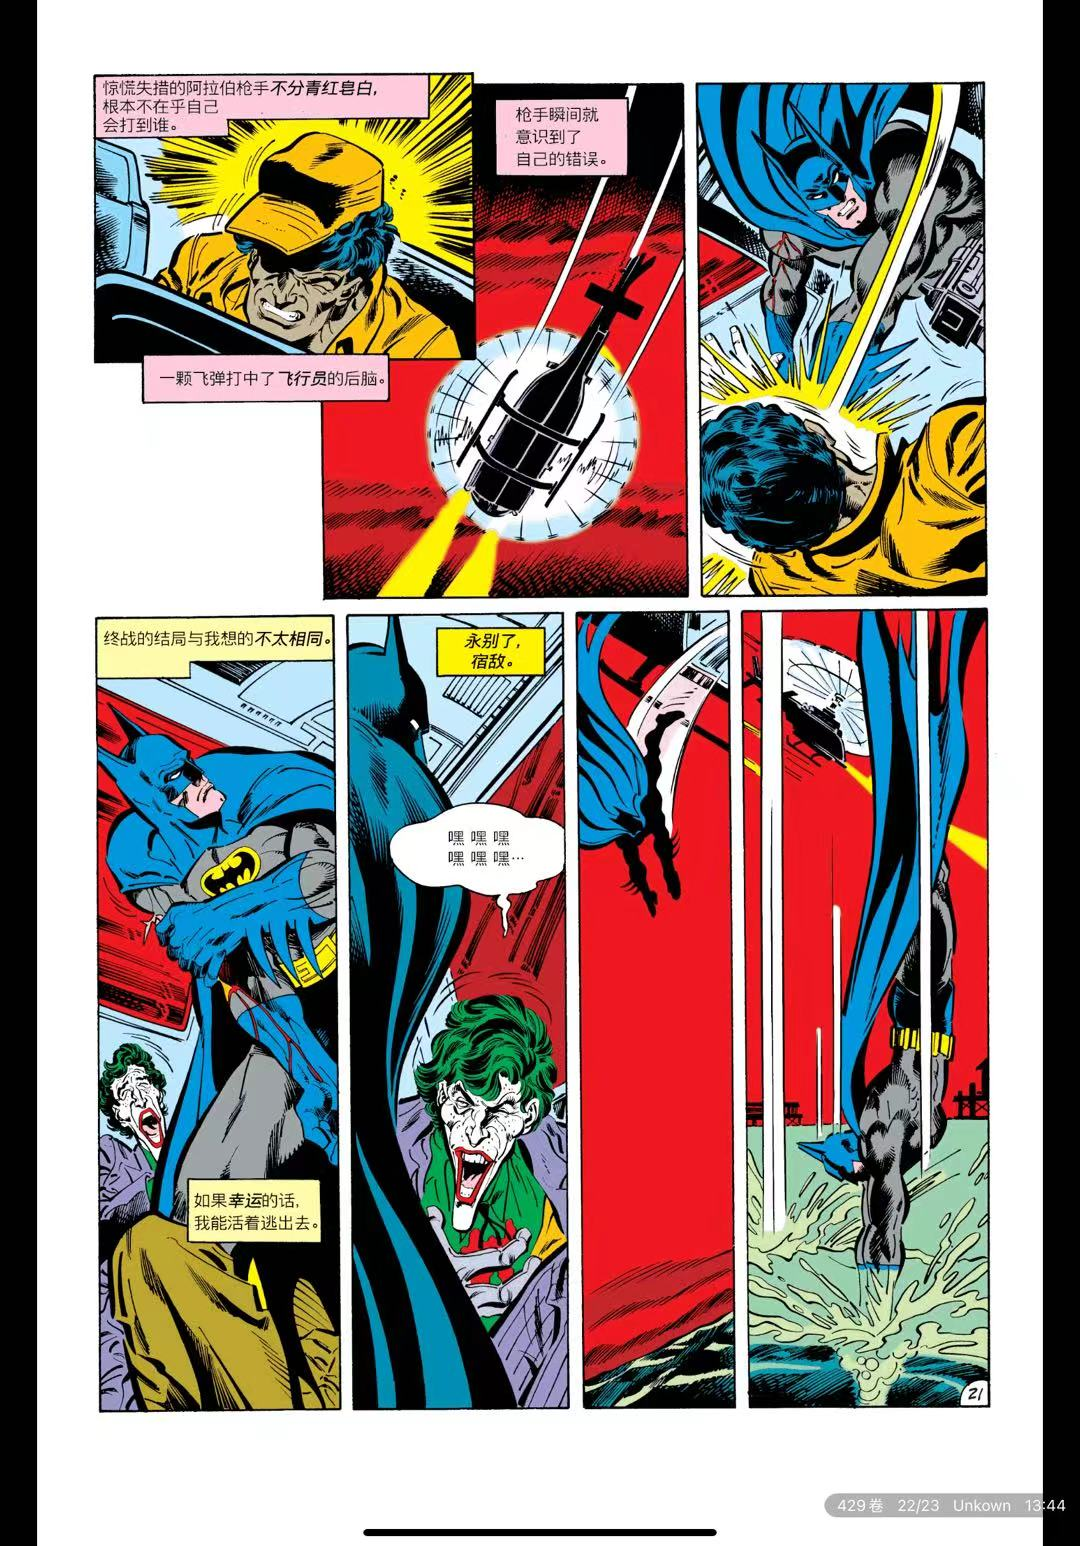 惊慌失措的阿拉伯枪手不分青红皂白,
根本不在乎自己
会打到谁。
一颗飞弹打中了飞行员的后脑。
枪手瞬间就
意识到了
自己的错误。
终战的结局与我想的不太相同。
如果幸运的话,
我能活着逃出去。
永别了,
宿敌。
嘿 嘿 嘿
嘿 嘿 嘿…
21
429卷 22/23 Unkown 13:44